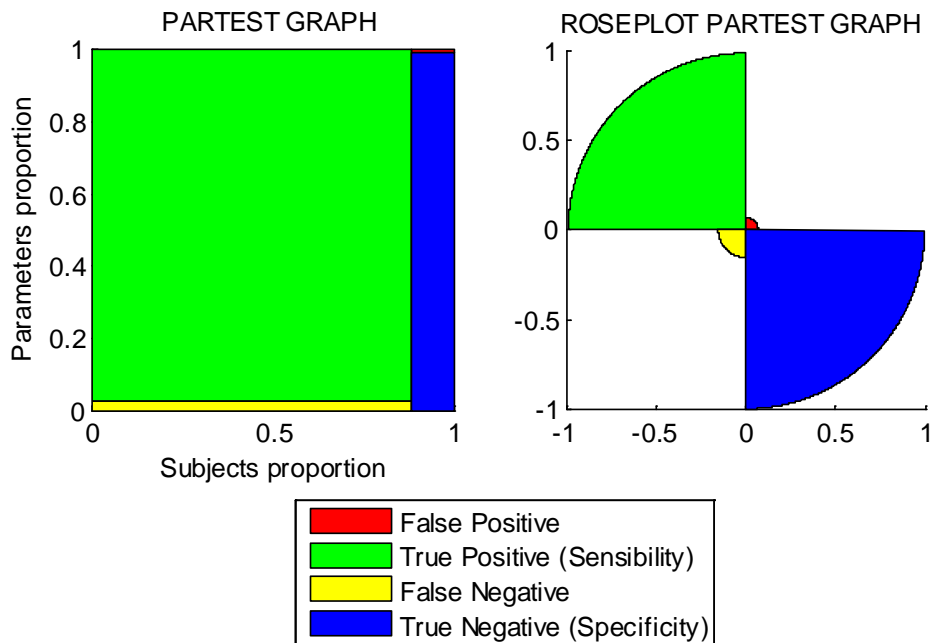 PARTEST GRAPH
1
0.8
0.6
0.4
0.2
0
Parameters proportion
0 0.5 1
Subjects proportion
ROSEPLOT PARTEST GRAPH
1
0.5
0
-0.5
-1
-1 -0.5 0 0.5 1
False Positive
True Positive (Sensibility)
False Negative
True Negative (Specificity)